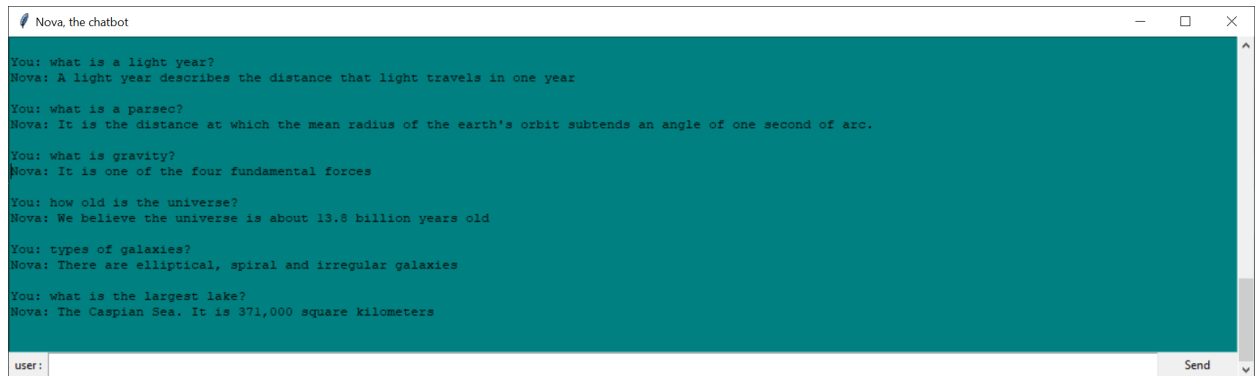 Nova, the chatbot
You: what is a light year?
Nova: A light year describes the distance that light travels in one year
You: what is a parsec?
Nova: It is the distance at which the mean radius of the earth's orbit subtends an angle of one second of arc.
You: what is gravity?
Nova: It is one of the four fundamental forces
You: how old is the universe?
Nova: We believe the universe is about 13.8 billion years old
You: types of galaxies?
Nova: There are elliptical, spiral and irregular galaxies
You: what is the largest lake?
Nova: The Caspian Sea. It is 371,000 square kilometers
user: Send